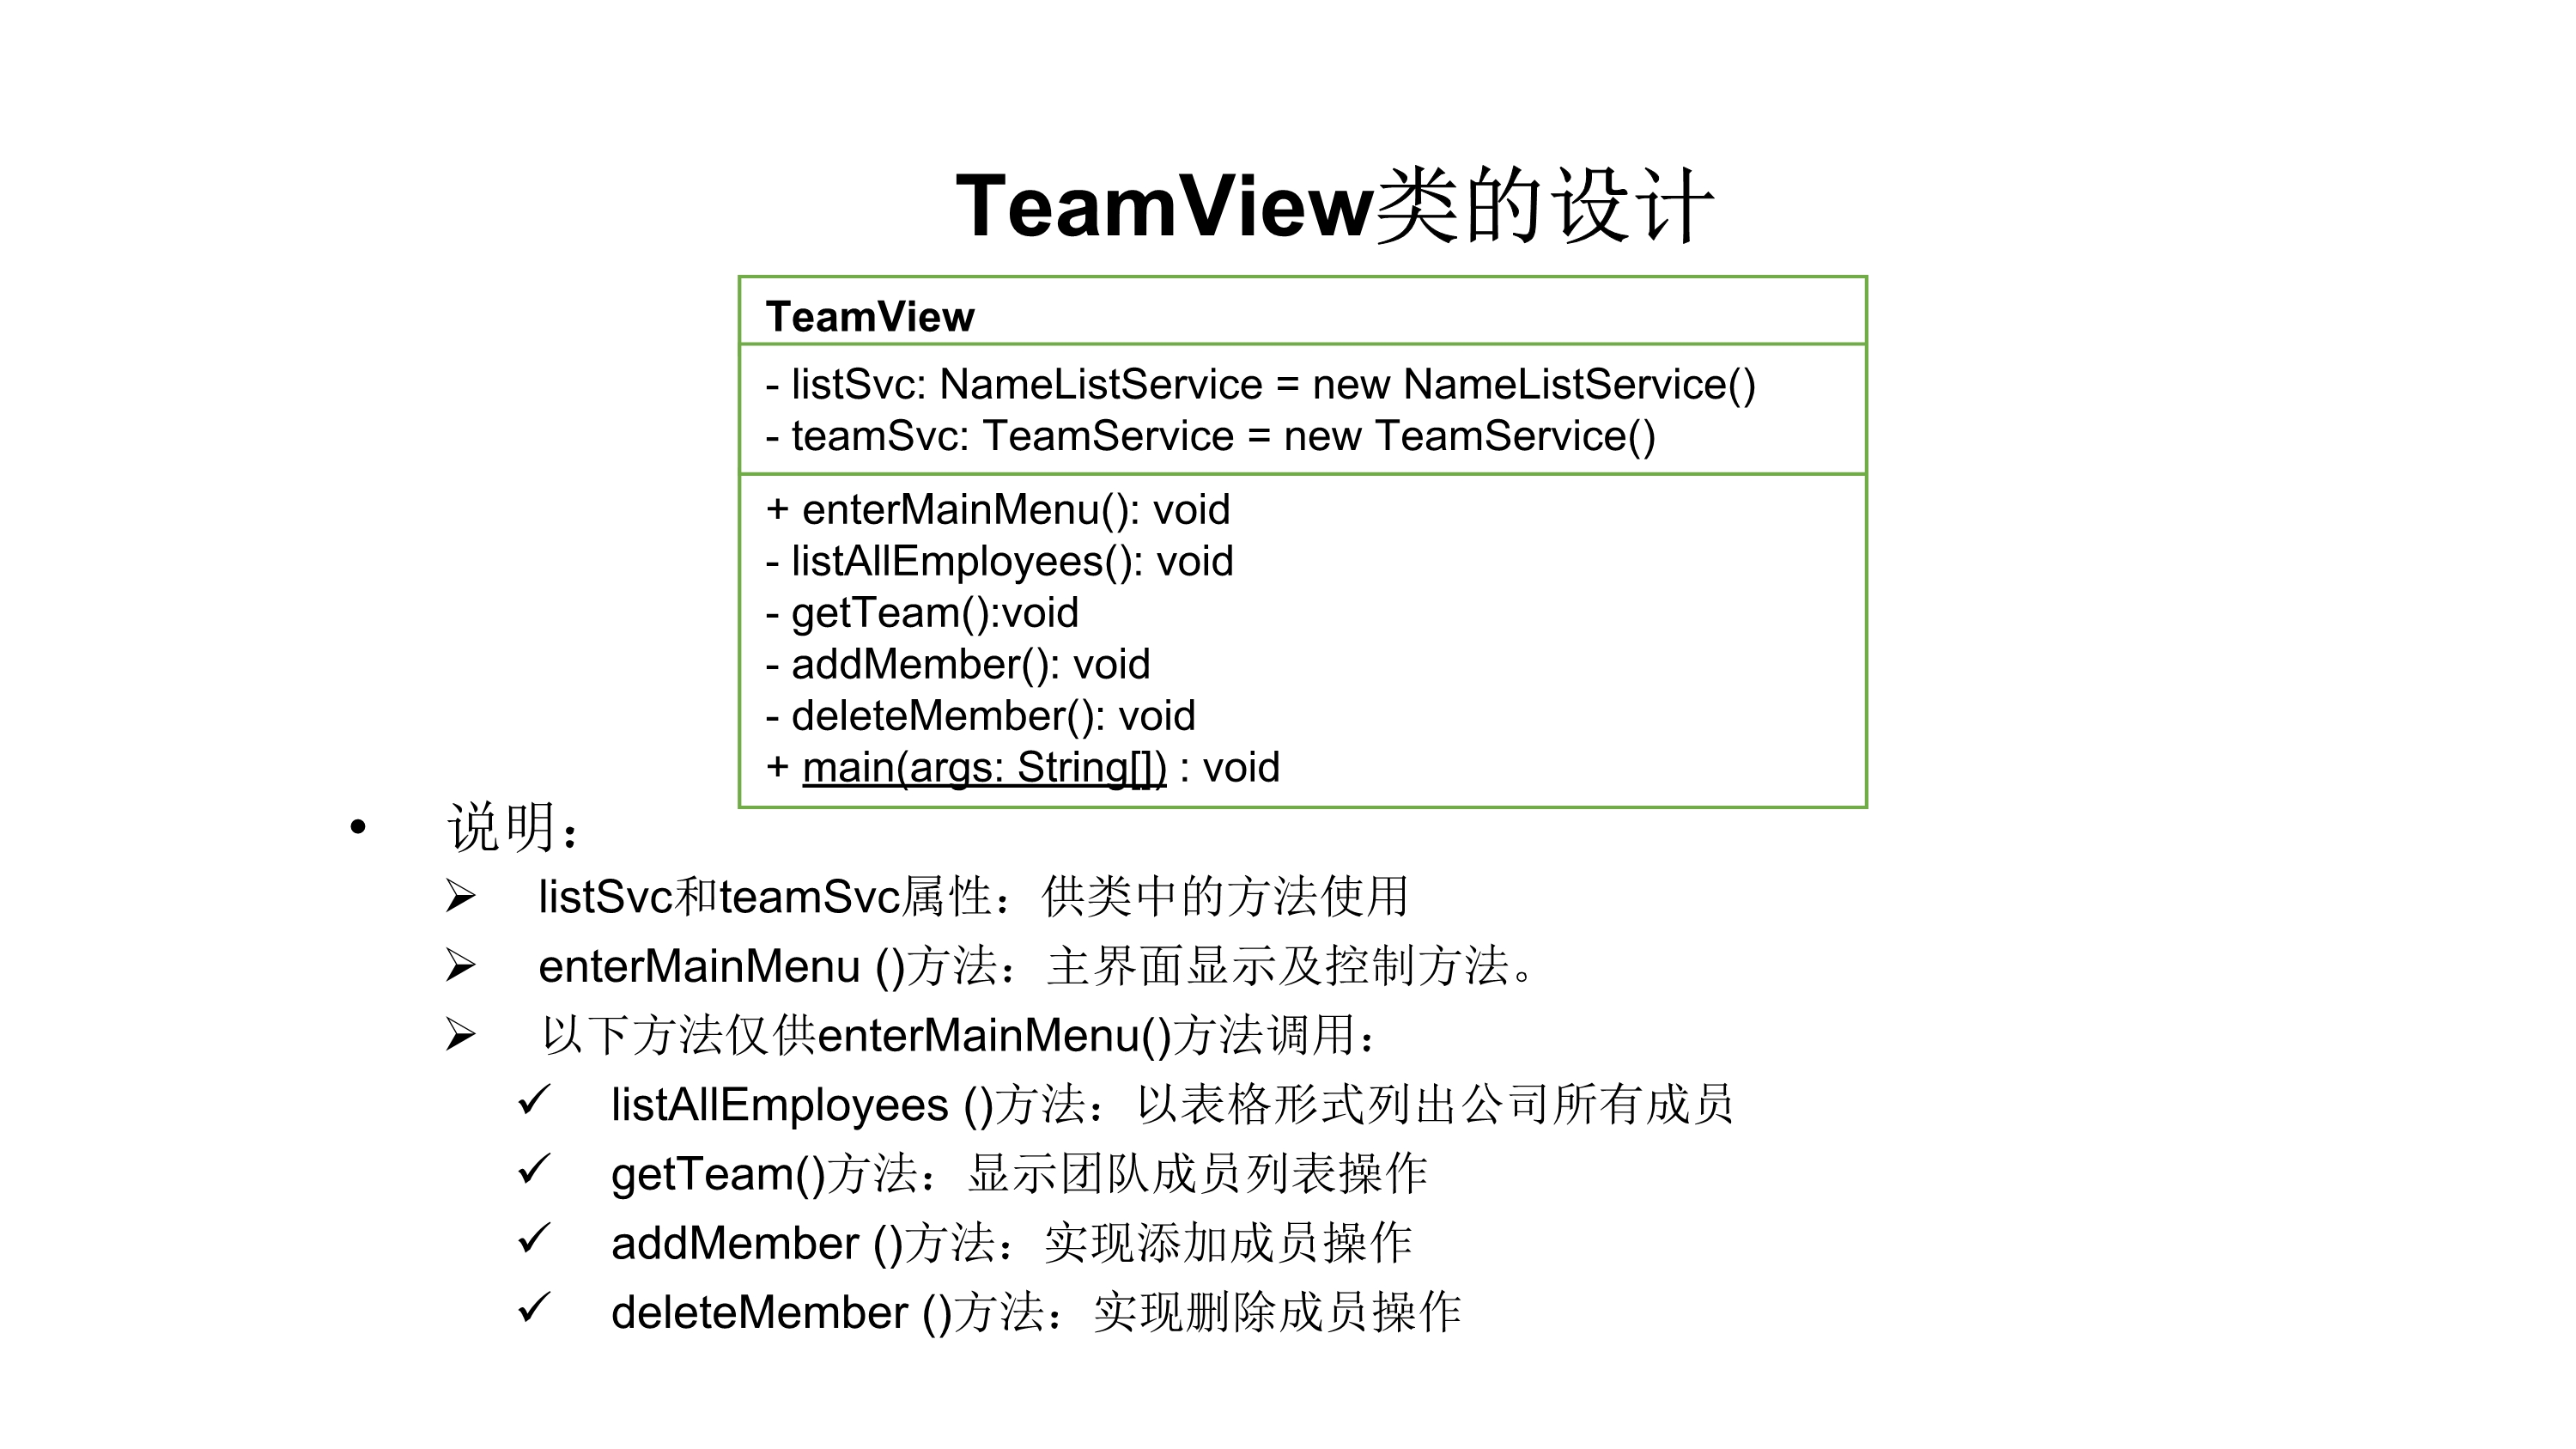 TeamView类的设计
TeamView
- listSvc: NameListService = new NameListService()
- teamSvc: TeamService = new TeamService()
+ enterMainMenu(): void
- listAllEmployees(): void
- getTeam():void
- addMember(): void
- deleteMember(): void
+ main(args: String[]) : void
• 说明：
➢ listSvc和teamSvc属性：供类中的方法使用
➢ enterMainMenu ()方法：主界面显示及控制方法。
➢ 以下方法仅供enterMainMenu()方法调用：
✓ listAllEmployees ()方法：以表格形式列出公司所有成员
✓ getTeam()方法：显示团队成员列表操作
✓ addMember ()方法：实现添加成员操作
✓ deleteMember ()方法：实现删除成员操作